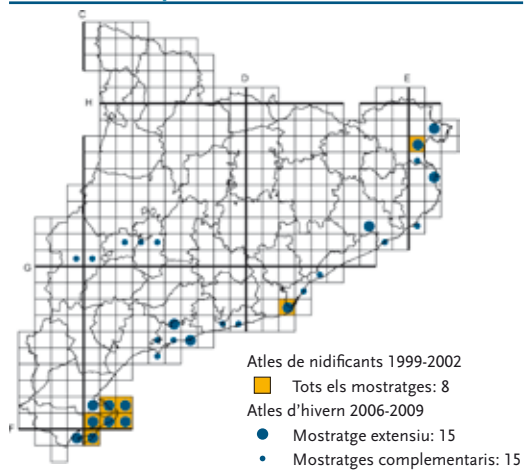 C
D
E
H
G
F
Atles de nidificants 1999-2002
Tots els mostratges: 8
Atles d'hivern 2006-2009
Mostratge extensiu: 15
Mostratges complementaris: 15